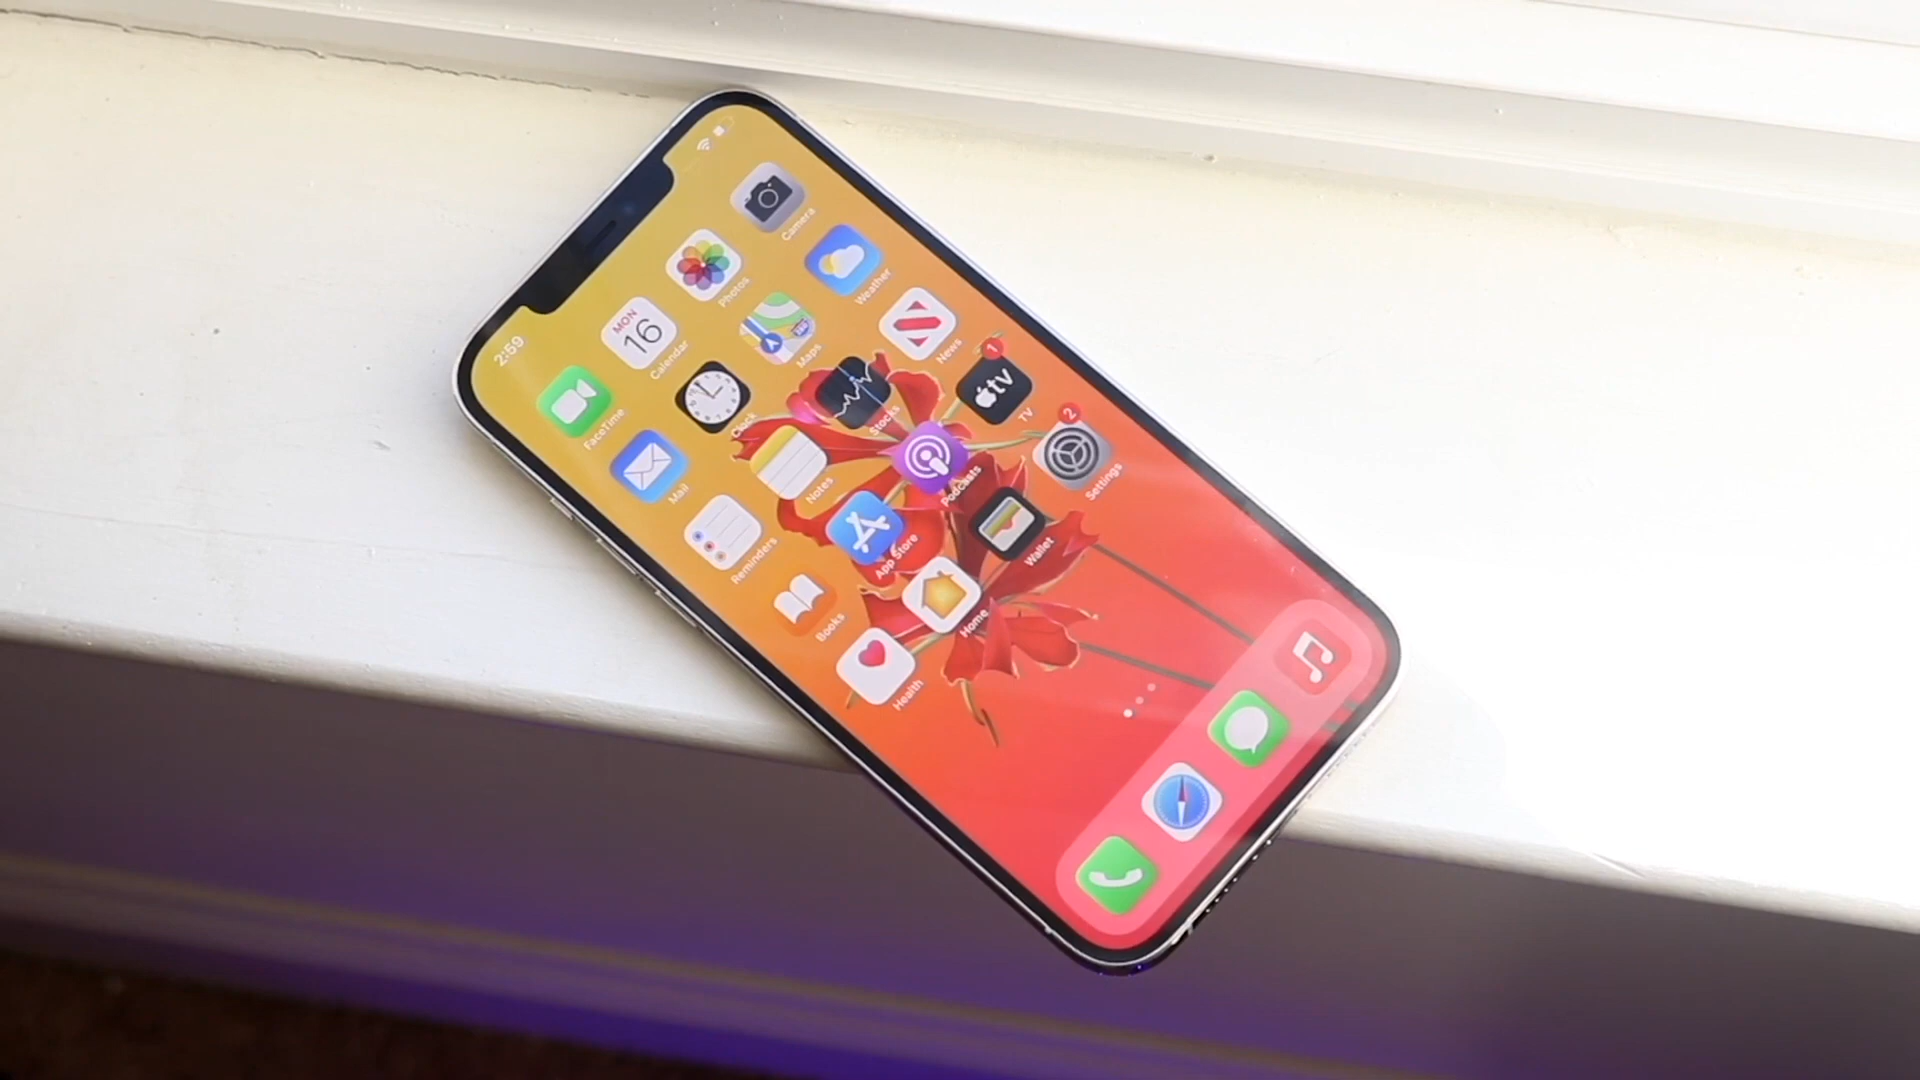 2:59
FaceTime
MON
16
Calendar
Photos
Camera
Mail
Clock
Maps
Weather
Reminders
Notes
Stocks
News
Books
App Store
Podcasts
tv
1
TV
Health
Home
Wallet
2
Settings